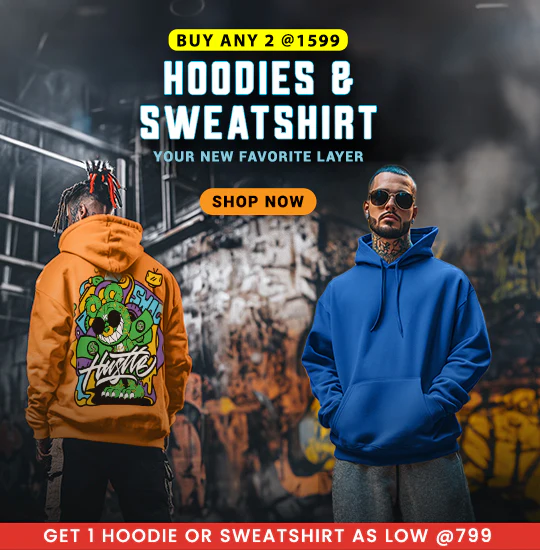 BUY ANY 2 @1599
HOODIES &
SWEATSHIRT
YOUR NEW FAVORITE LAYER
SHOP NOW
SWAG
Hustle
GET 1 HOODIE OR SWEATSHIRT AS LOW @799